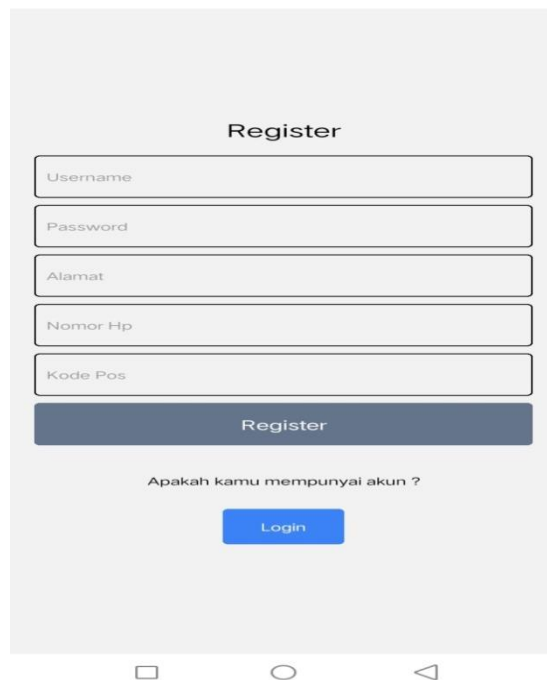 Register
Username
Password
Alamat
Nomor Hp
Kode Pos
Register
Apakah kamu mempunyai akun ?
Login